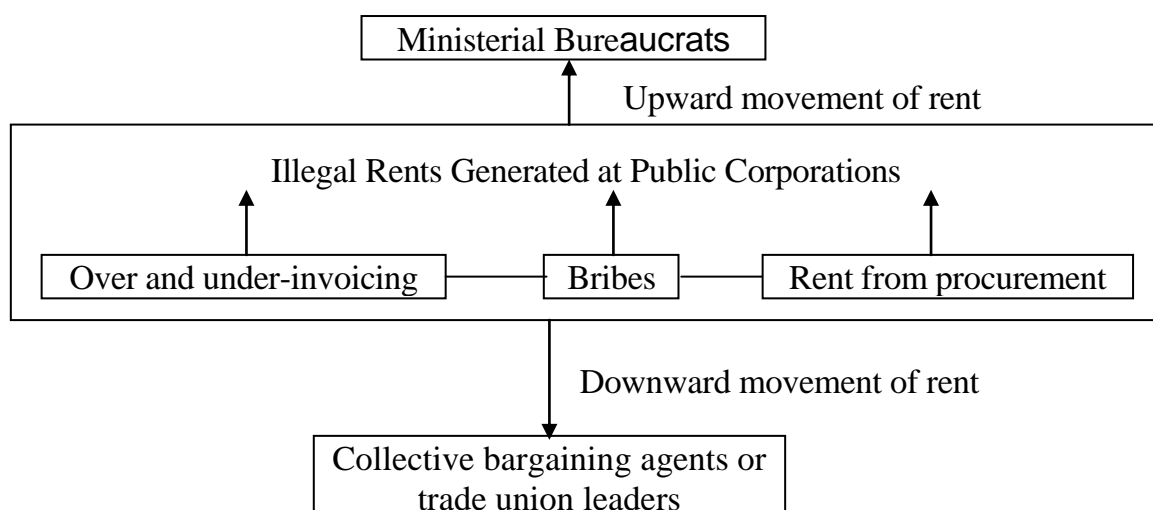 Ministerial Bureaucrats
Upward movement of rent
Illegal Rents Generated at Public Corporations
Over and under-invoicing
Bribes
Rent from procurement
Downward movement of rent
Collective bargaining agents or
trade union leaders